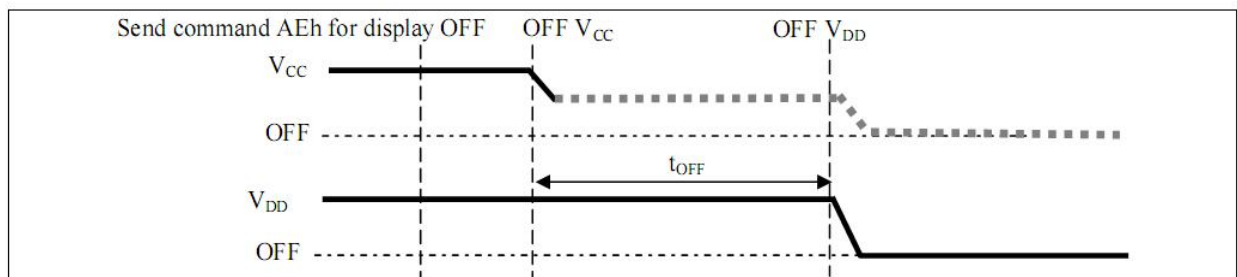 Send command AEh for display OFF OFF VCC OFF VDD
VCC
OFF
tOFF
VDD
OFF